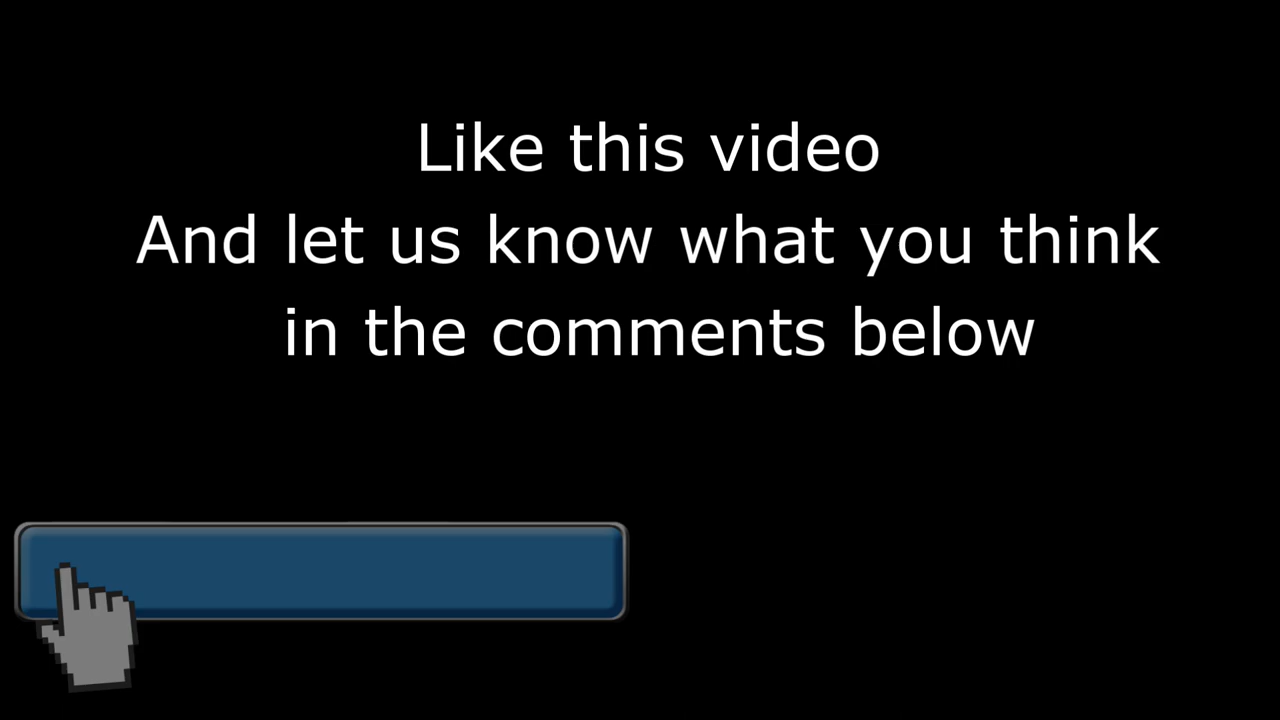 Like this video
And let us know what you think
in the comments below